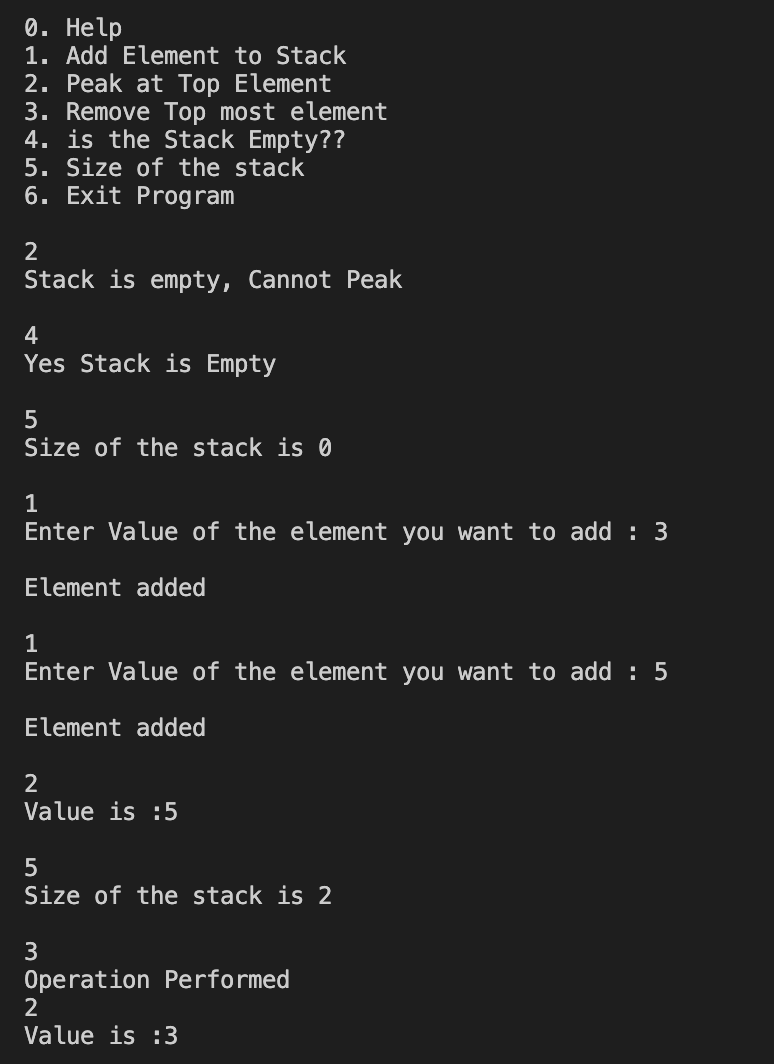 0. Help
1. Add Element to Stack
2. Peak at Top Element
3. Remove Top most element
4. is the Stack Empty??
5. Size of the stack
6. Exit Program
2
Stack is empty, Cannot Peak
4
Yes Stack is Empty
5
Size of the stack is 0
1
Enter Value of the element you want to add : 3
Element added
1
Enter Value of the element you want to add : 5
Element added
2
Value is :5
5
Size of the stack is 2
3
Operation Performed
2
Value is :3